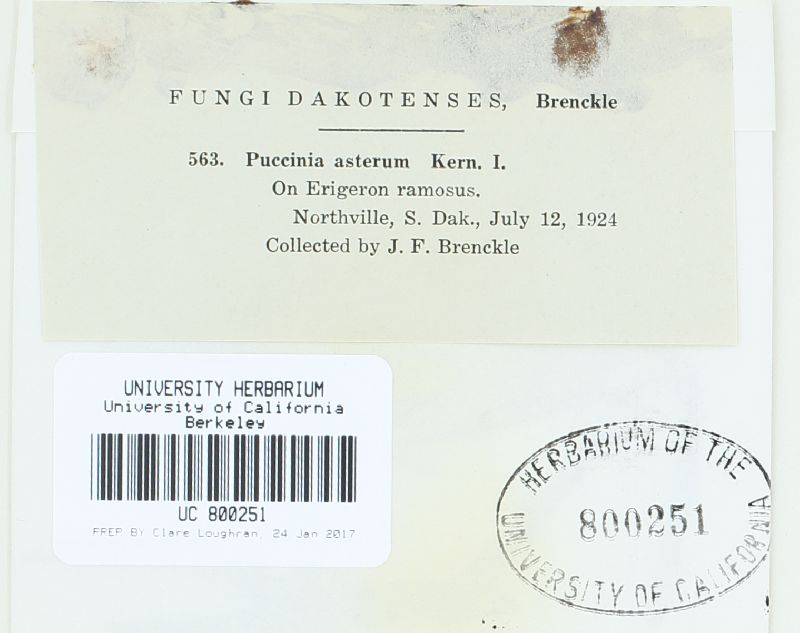 FUNGI DAKOTENSES, Brenckle
563. Puccinia asterum Kern. I.
On Erigeron ramosus.
Northville, S. Dak., July 12, 1924
Collected by J. F. Brenckle
UNIVERSITY HERBARIUM
University of California
Berkeley
UC 800251
PREP BY Clare Loughran, 24 Jan 2017
HERBARIUM OF THE
800251
UNIVERSITY OF CALIFORNIA